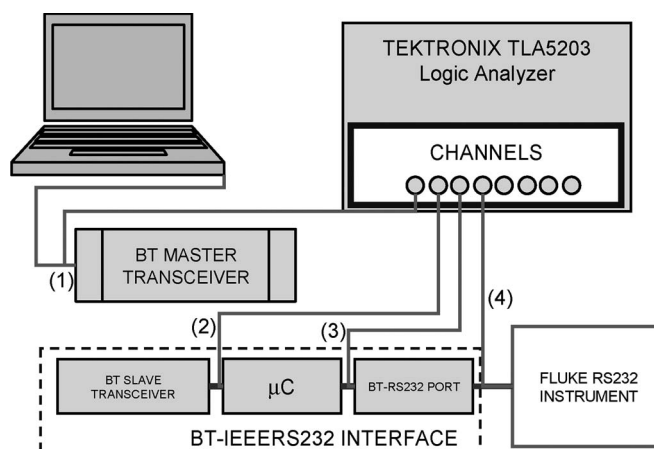 TEKTRONIX TLA5203
Logic Analyzer
CHANNELS
BT MASTER
TRANSCEIVER
(1)
(2)
(3)
(4)
BT SLAVE
TRANSCEIVER
µC
BT-RS232 PORT
FLUKE RS232
INSTRUMENT
BT-IEEERS232 INTERFACE